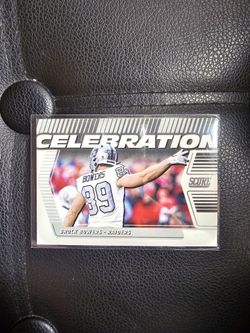 CELEBRATION
SCORE
BOWERS
89
BROCK BOWERS - RAIDERS